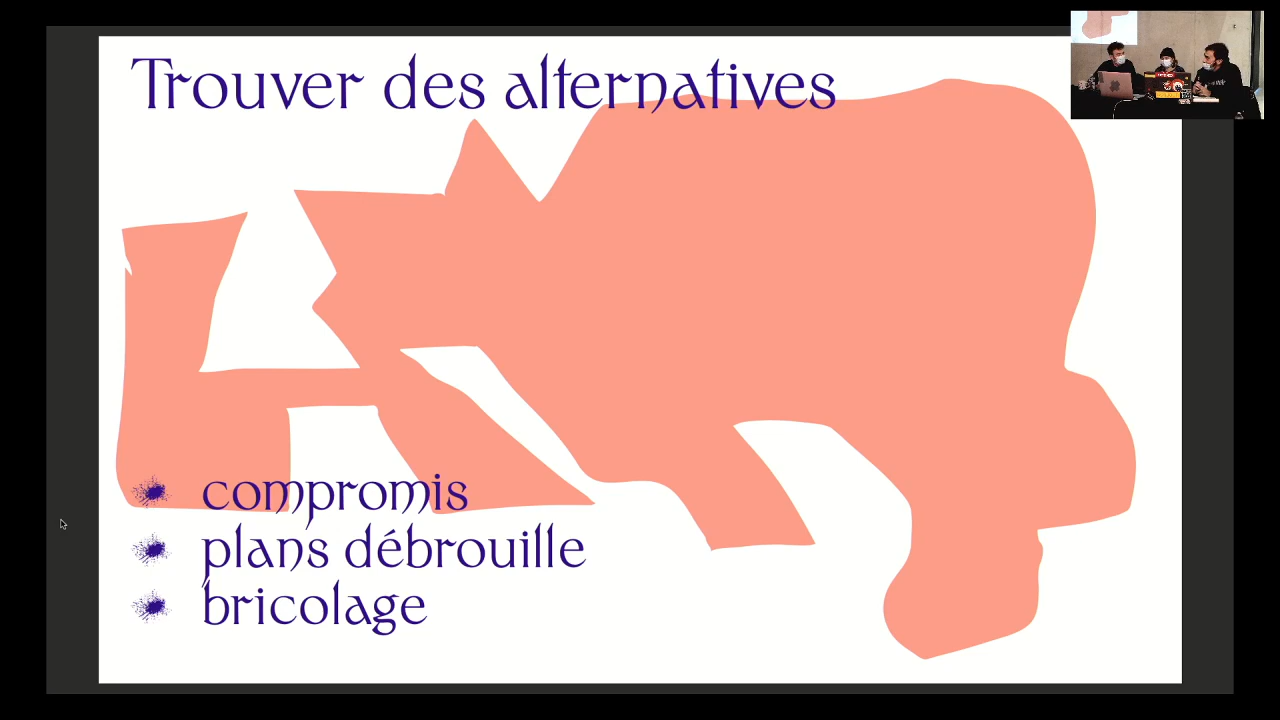 Trouver des alternatives
compromis
plans débrouille
bricolage